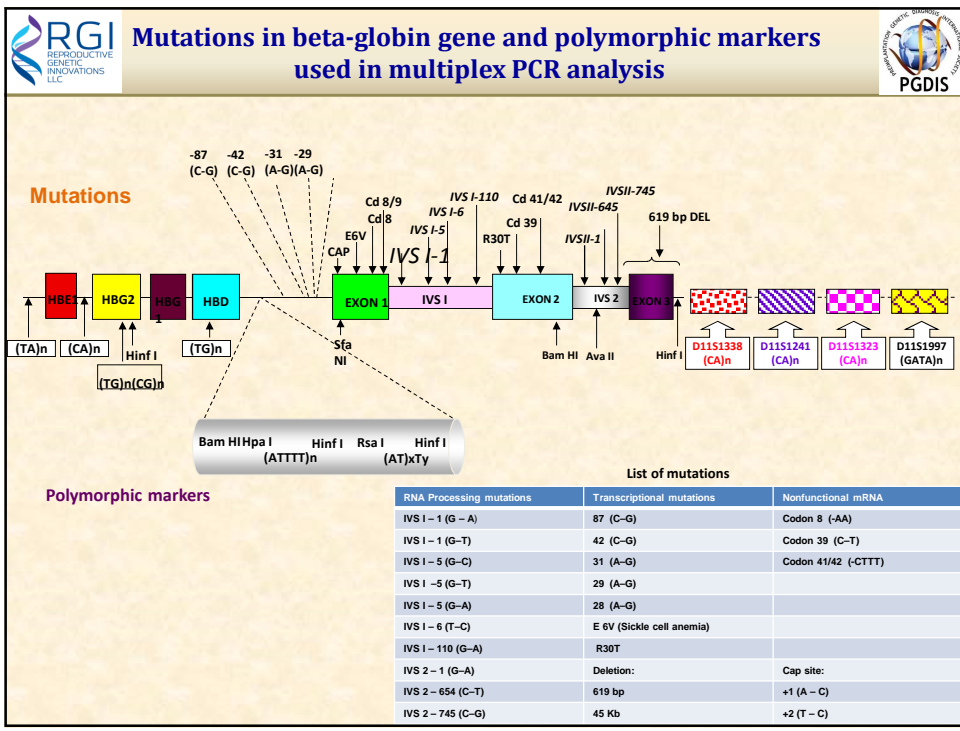 RGI
REPRODUCTIVE
GENETIC
INNOVATIONS
LLC
Mutations in beta-globin gene and polymorphic markers
used in multiplex PCR analysis
PREIMPLANTATION GENETIC DIAGNOSIS INTERNATIONAL SOCIETY
PGDIS
Mutations
-87
(C-G)
-42
(C-G)
-31
(A-G)
-29
(A-G)
CAP
E6V
Cd 8
Cd 8/9
IVS I-1
IVS I-5
IVS I-6
IVS I-110
R30T
Cd 39
Cd 41/42
IVSII-1
IVSII-645
IVSII-745
619 bp DEL
HBE1
HBG2
HBG
1
HBD
EXON 1
IVS I
EXON 2
IVS 2
EXON 3
(TA)n
(CA)n
Hinf I
(TG)n(CG)n
(TG)n
Sfa
NI
Bam HI
Ava II
Hinf I
D11S1338
(CA)n
D11S1241
(CA)n
D11S1323
(CA)n
D11S1997
(GATA)n
Bam HI Hpa I Hinf I Rsa I Hinf I
(ATTTT)n (AT)xTy
Polymorphic markers
List of mutations
RNA Processing mutations Transcriptional mutations Nonfunctional mRNA
IVS I – 1 (G – A) 87 (C–G) Codon 8 (-AA)
IVS I – 1 (G–T) 42 (C–G) Codon 39 (C–T)
IVS I – 5 (G–C) 31 (A–G) Codon 41/42 (-CTTT)
IVS I –5 (G–T) 29 (A–G)
IVS I – 5 (G–A) 28 (A–G)
IVS I – 6 (T–C) E 6V (Sickle cell anemia)
IVS I – 110 (G–A) R30T
IVS 2 – 1 (G–A) Deletion: Cap site:
IVS 2 – 654 (C–T) 619 bp +1 (A – C)
IVS 2 – 745 (C–G) 45 Kb +2 (T – C)